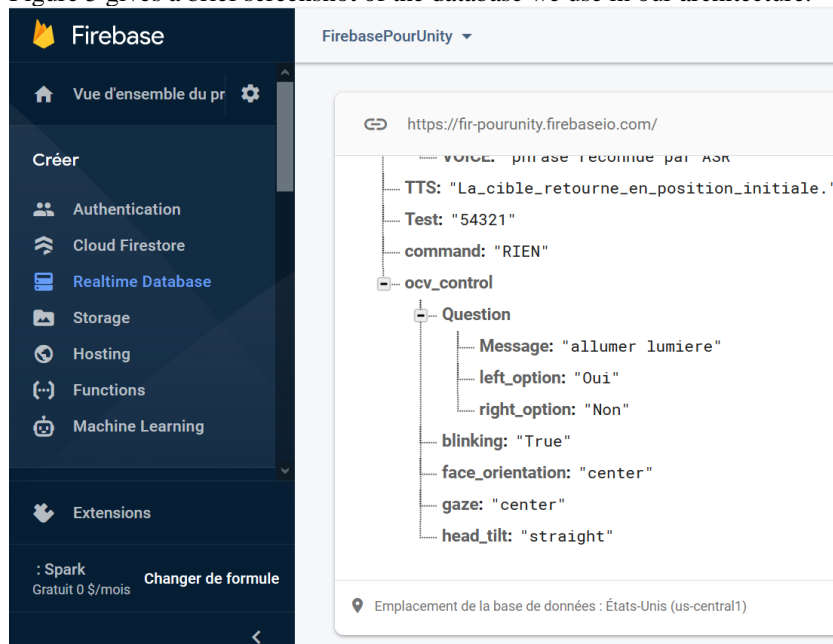 Figure 3 gives a brief screenshot of the database we use in our architecture.
Firebase
FirebasePourUnity
Vue d'ensemble du pr
Créer
Authentication
Cloud Firestore
Realtime Database
Storage
Hosting
Functions
Machine Learning
Extensions
: Spark
Gratuit 0 $/mois
Changer de formule
https://fir-pourunity.firebaseio.com/
VOICE: "phrase reconnue par ASR"
TTS: "La_cible_retourne_en_position_initiale."
Test: "54321"
command: "RIEN"
ocv_control
Question
Message: "allumer lumiere"
left_option: "Oui"
right_option: "Non"
blinking: "True"
face_orientation: "center"
gaze: "center"
head_tilt: "straight"
Emplacement de la base de données : États-Unis (us-central1)